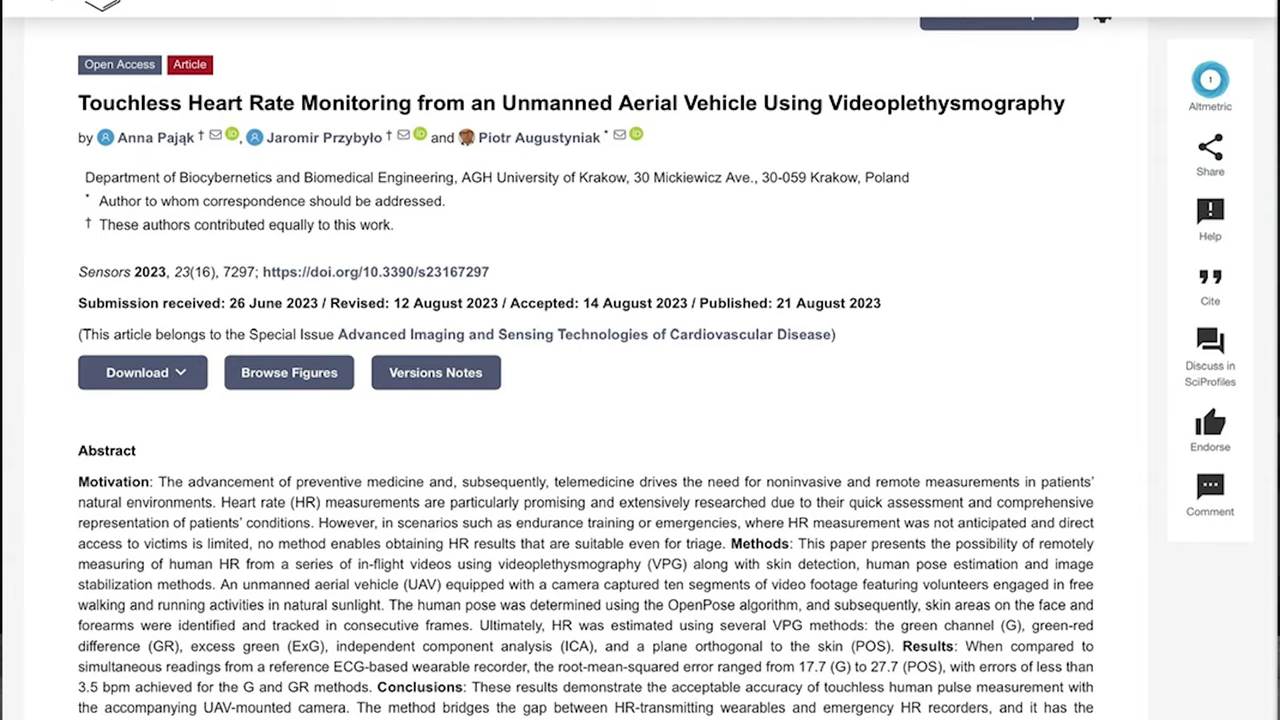 Open Access Article
Touchless Heart Rate Monitoring from an Unmanned Aerial Vehicle Using Videoplethysmography
by Anna Pająk †, Jaromir Przybyło † and Piotr Augustyniak *
Department of Biocybernetics and Biomedical Engineering, AGH University of Krakow, 30 Mickiewicz Ave., 30-059 Krakow, Poland
* Author to whom correspondence should be addressed.
† These authors contributed equally to this work.
Sensors 2023, 23(16), 7297; https://doi.org/10.3390/s23167297
Submission received: 26 June 2023 / Revised: 12 August 2023 / Accepted: 14 August 2023 / Published: 21 August 2023
(This article belongs to the Special Issue Advanced Imaging and Sensing Technologies of Cardiovascular Disease)
Download Browse Figures Versions Notes
Abstract
Motivation: The advancement of preventive medicine and, subsequently, telemedicine drives the need for noninvasive and remote measurements in patients'
natural environments. Heart rate (HR) measurements are particularly promising and extensively researched due to their quick assessment and comprehensive
representation of patients' conditions. However, in scenarios such as endurance training or emergencies, where HR measurement was not anticipated and direct
access to victims is limited, no method enables obtaining HR results that are suitable even for triage. Methods: This paper presents the possibility of remotely
measuring of human HR from a series of in-flight videos using videoplethysmography (VPG) along with skin detection, human pose estimation and image
stabilization methods. An unmanned aerial vehicle (UAV) equipped with a camera captured ten segments of video footage featuring volunteers engaged in free
walking and running activities in natural sunlight. The human pose was determined using the OpenPose algorithm, and subsequently, skin areas on the face and
forearms were identified and tracked in consecutive frames. Ultimately, HR was estimated using several VPG methods: the green channel (G), green-red
difference (GR), excess green (ExG), independent component analysis (ICA), and a plane orthogonal to the skin (POS). Results: When compared to
simultaneous readings from a reference ECG-based wearable recorder, the root-mean-squared error ranged from 17.7 (G) to 27.7 (POS), with errors of less than
3.5 bpm achieved for the G and GR methods. Conclusions: These results demonstrate the acceptable accuracy of touchless human pulse measurement with
the accompanying UAV-mounted camera. The method bridges the gap between HR-transmitting wearables and emergency HR recorders, and it has the
1
Altmetric
Share
Help
Cite
Discuss in
SciProfiles
Endorse
Comment